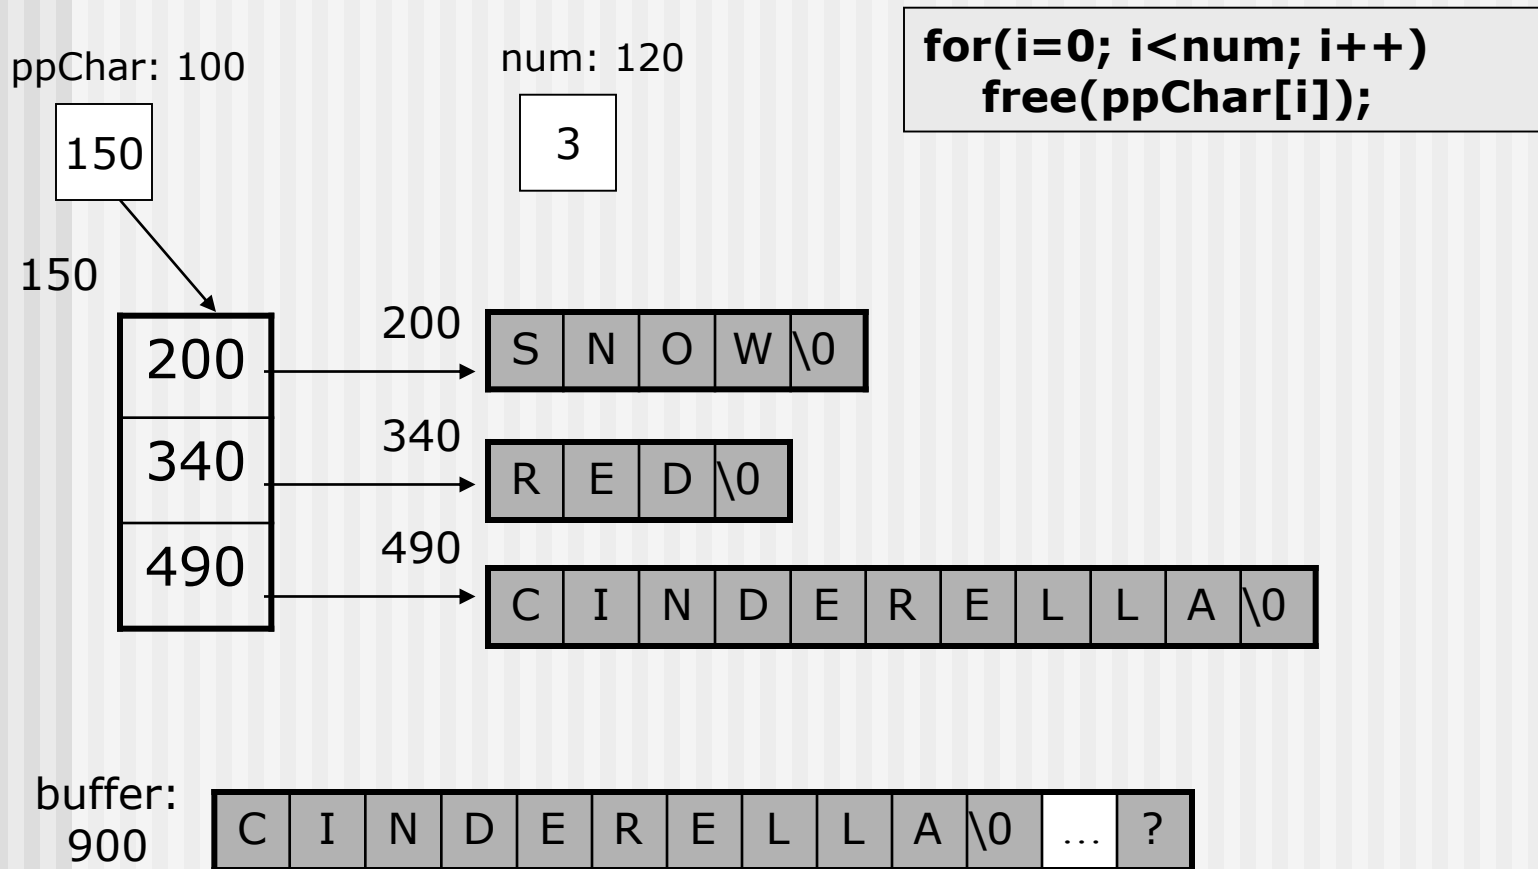 ppChar: 100
num: 120
for(i=0; i<num; i++)
free(ppChar[i]);
150
3
150
200
200
S N O W \0
340
340
R E D \0
490
490
C I N D E R E L L A \0
buffer:
900
C I N D E R E L L A \0 ... ?